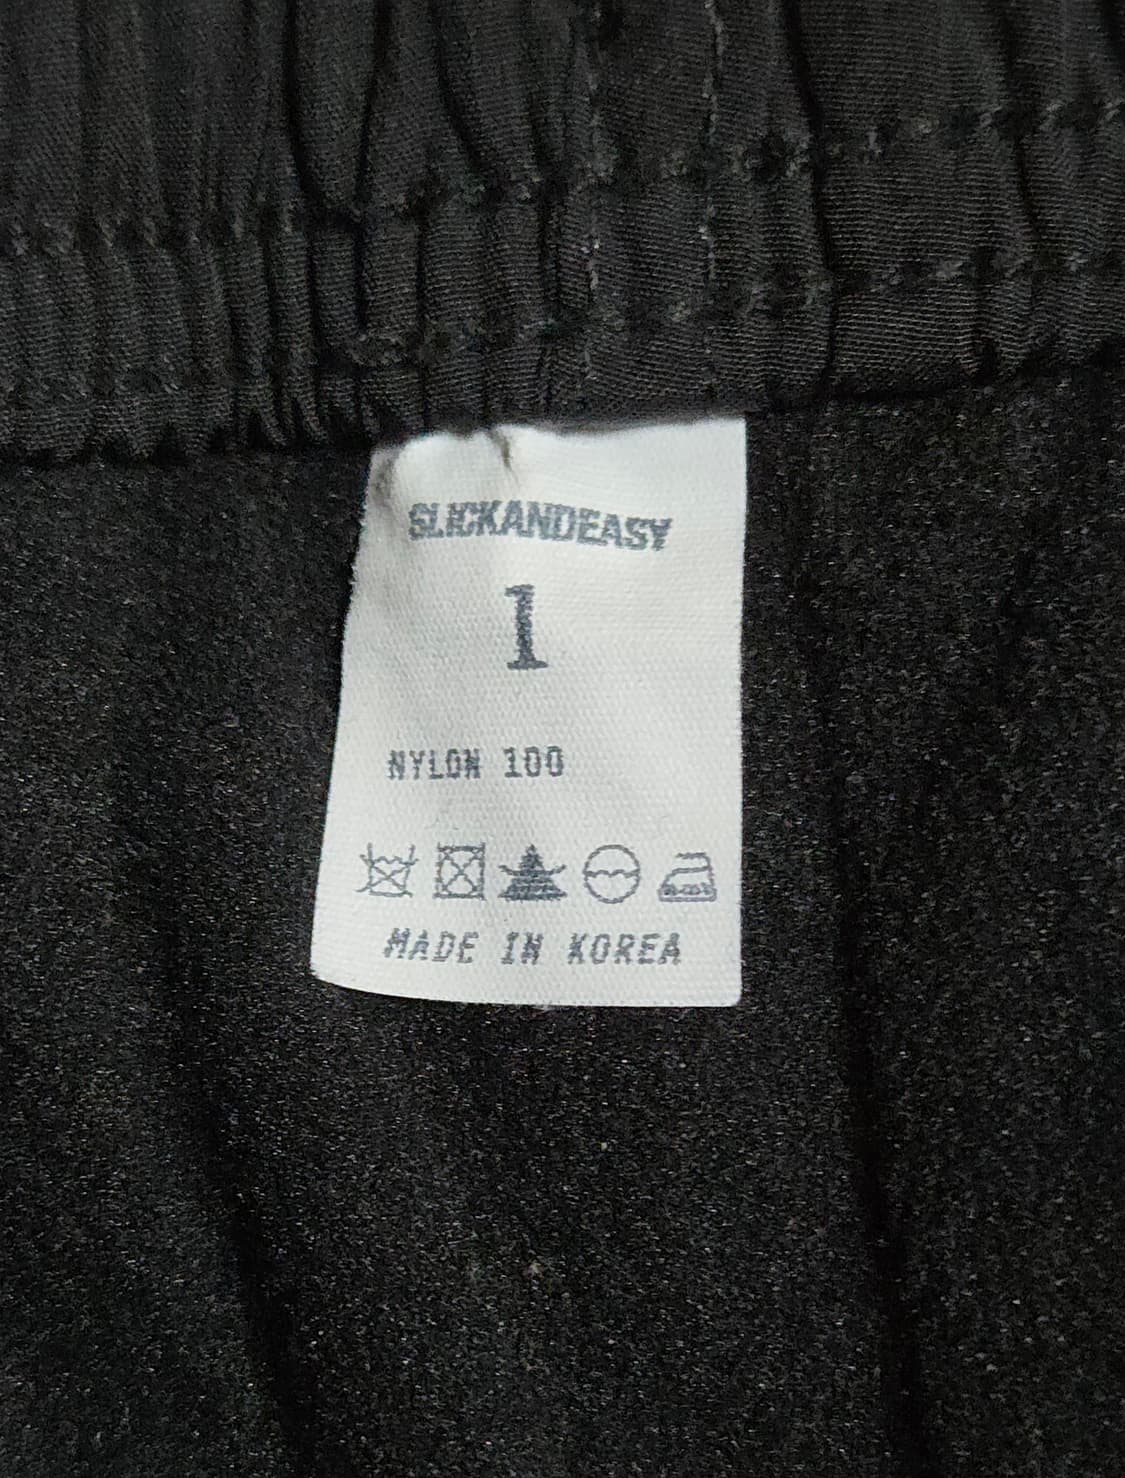 SLICKANDEASY
1
NYLON 100
MADE IN KOREA